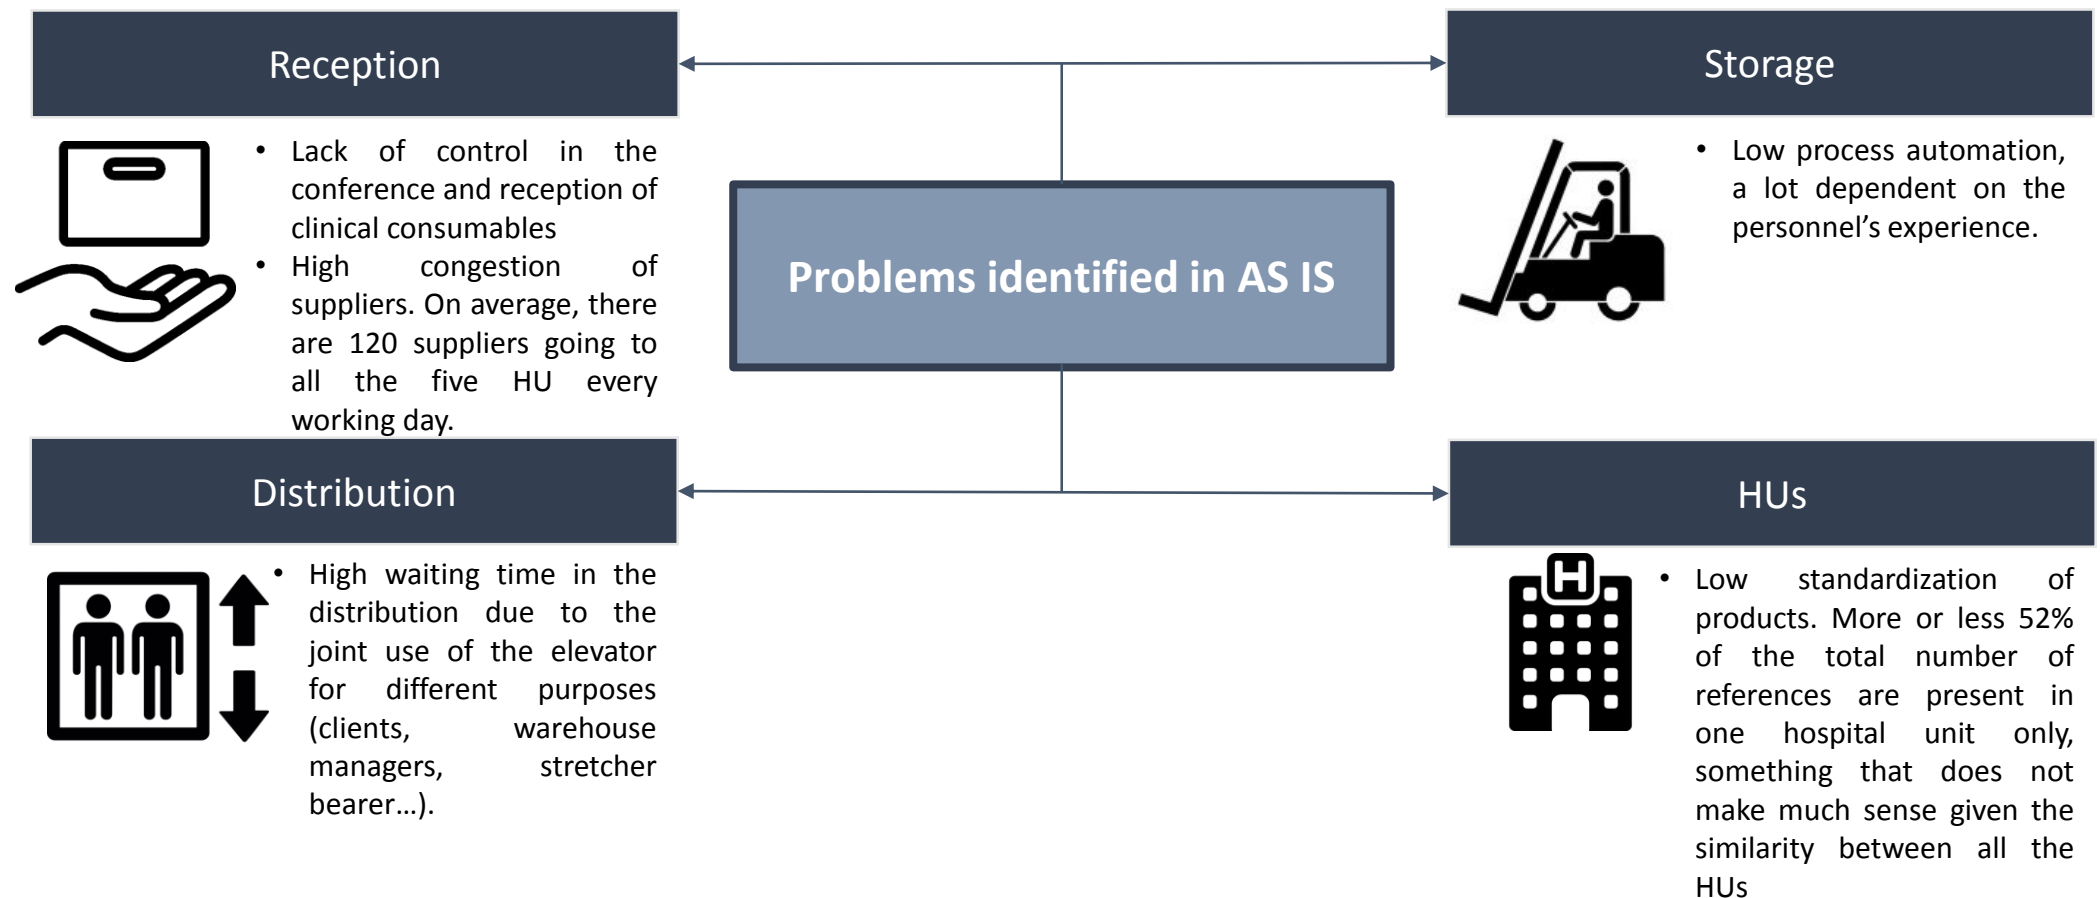 Reception
• Lack of control in the
conference and reception of
clinical consumables
• High congestion of
suppliers. On average, there
are 120 suppliers going to
all the five HU every
working day.
Storage
• Low process automation,
a lot dependent on the
personnel’s experience.
Problems identified in AS IS
Distribution
• High waiting time in the
distribution due to the
joint use of the elevator
for different purposes
(clients, warehouse
managers, stretcher
bearer…).
HUs
H
• Low standardization of
products. More or less 52%
of the total number of
references are present in
one hospital unit only,
something that does not
make much sense given the
similarity between all the
HUs